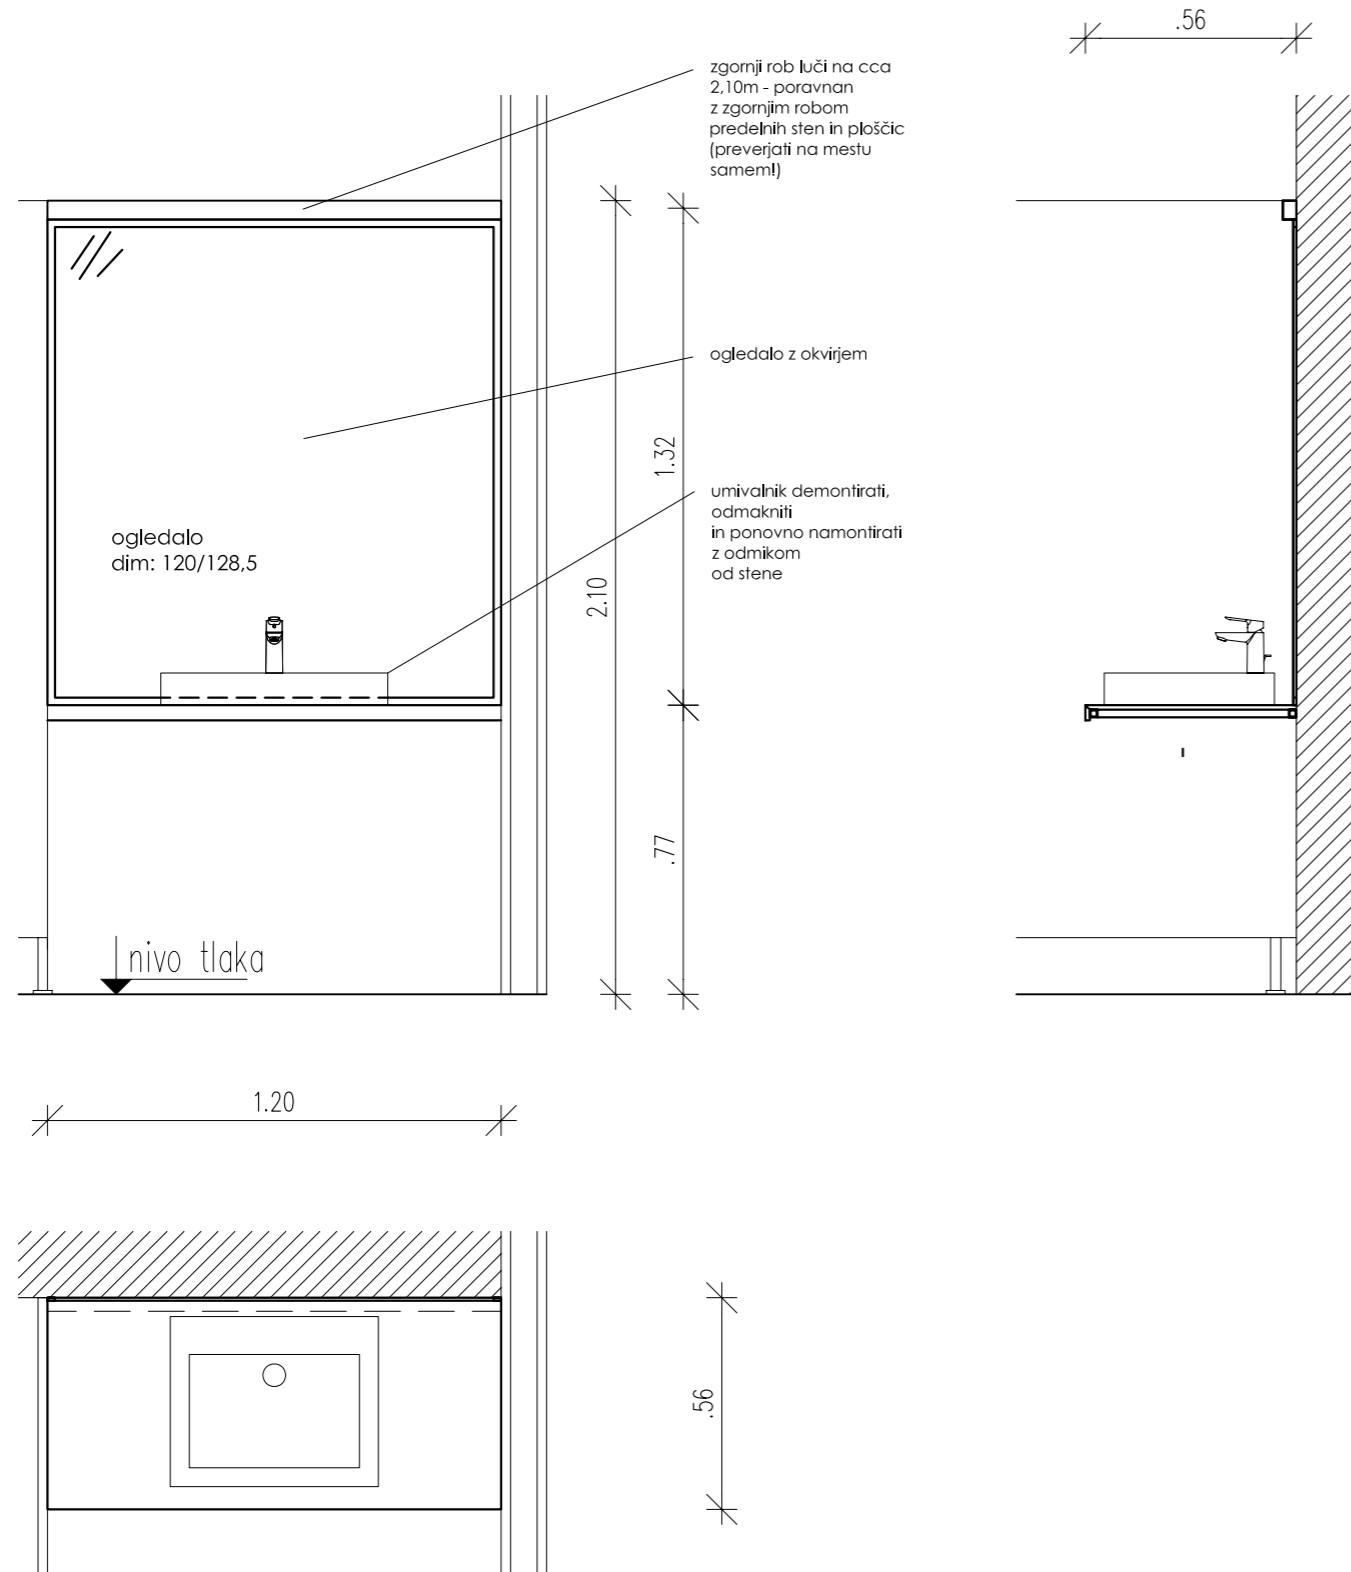 .56
zgornji rob luči na cca
2,10m - poravnan
z zgornjim robom
predelnih sten in ploščic
(preverjati na mestu
samem!)
ogledalo z okvirjem
1.32
umivalnik demontirati,
odmakniti
in ponovno namontirati
z odmikom
od stene
ogledalo
dim: 120/128,5
2.10
.77
nivo tlaka
1.20
.56